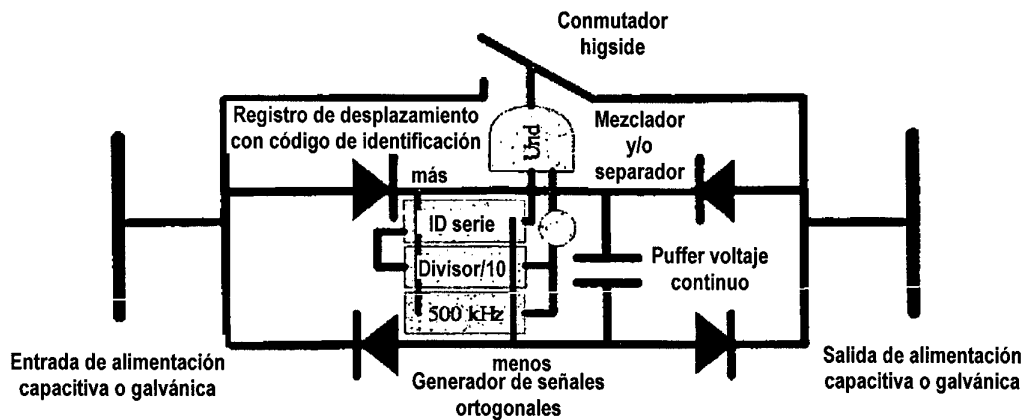 Conmutador
higside
Registro de desplazamiento
con código de identificación
Mezclador
y/o
separador
Und
más
ID serie
Divisor/10
500 kHz
Puffer voltaje
continuo
menos
Entrada de alimentación
capacitiva o galvánica
Generador de señales
ortogonales
Salida de alimentación
capacitiva o galvánica